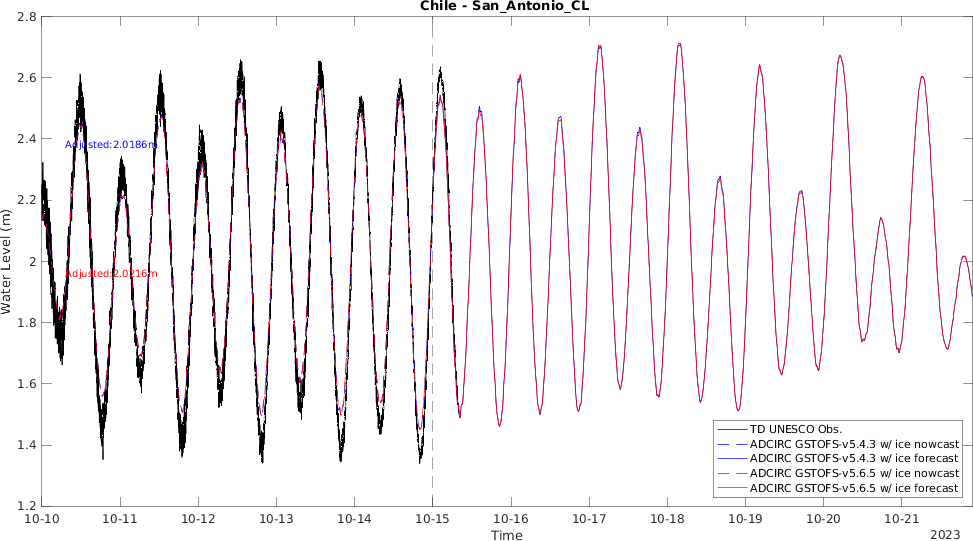 Chile - San_Antonio_CL
2.8
2.6
2.4
2.2
2
1.8
1.6
1.4
1.2
Water Level (m)
Adjusted:2.0186m
Adjusted:2.0216m
TD UNESCO Obs.
ADCIRC GSTOFS-v5.4.3 w/ ice nowcast
ADCIRC GSTOFS-v5.4.3 w/ ice forecast
ADCIRC GSTOFS-v5.6.5 w/ ice nowcast
ADCIRC GSTOFS-v5.6.5 w/ ice forecast
10-10 10-11 10-12 10-13 10-14 10-15 10-16 10-17 10-18 10-19 10-20 10-21
Time
2023